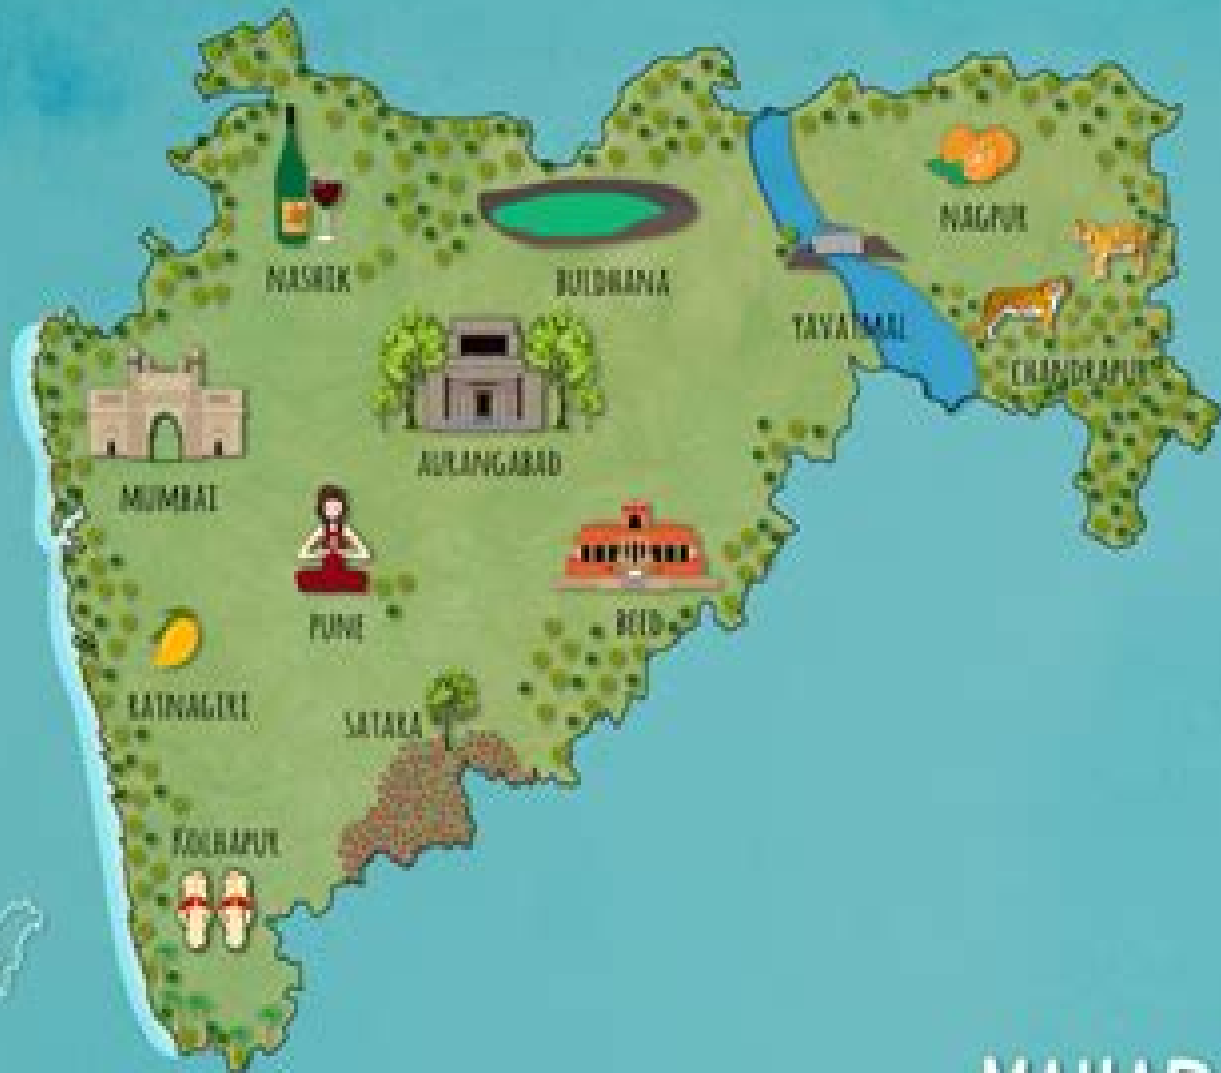 NAGPUR
NASHIK
BULDHANA
YAVATMAL
CHANDRAPUR
AURANGABAD
MUMBAI
PUNE
BEED
RATNAGIRI
SATARA
KOLHAPUR